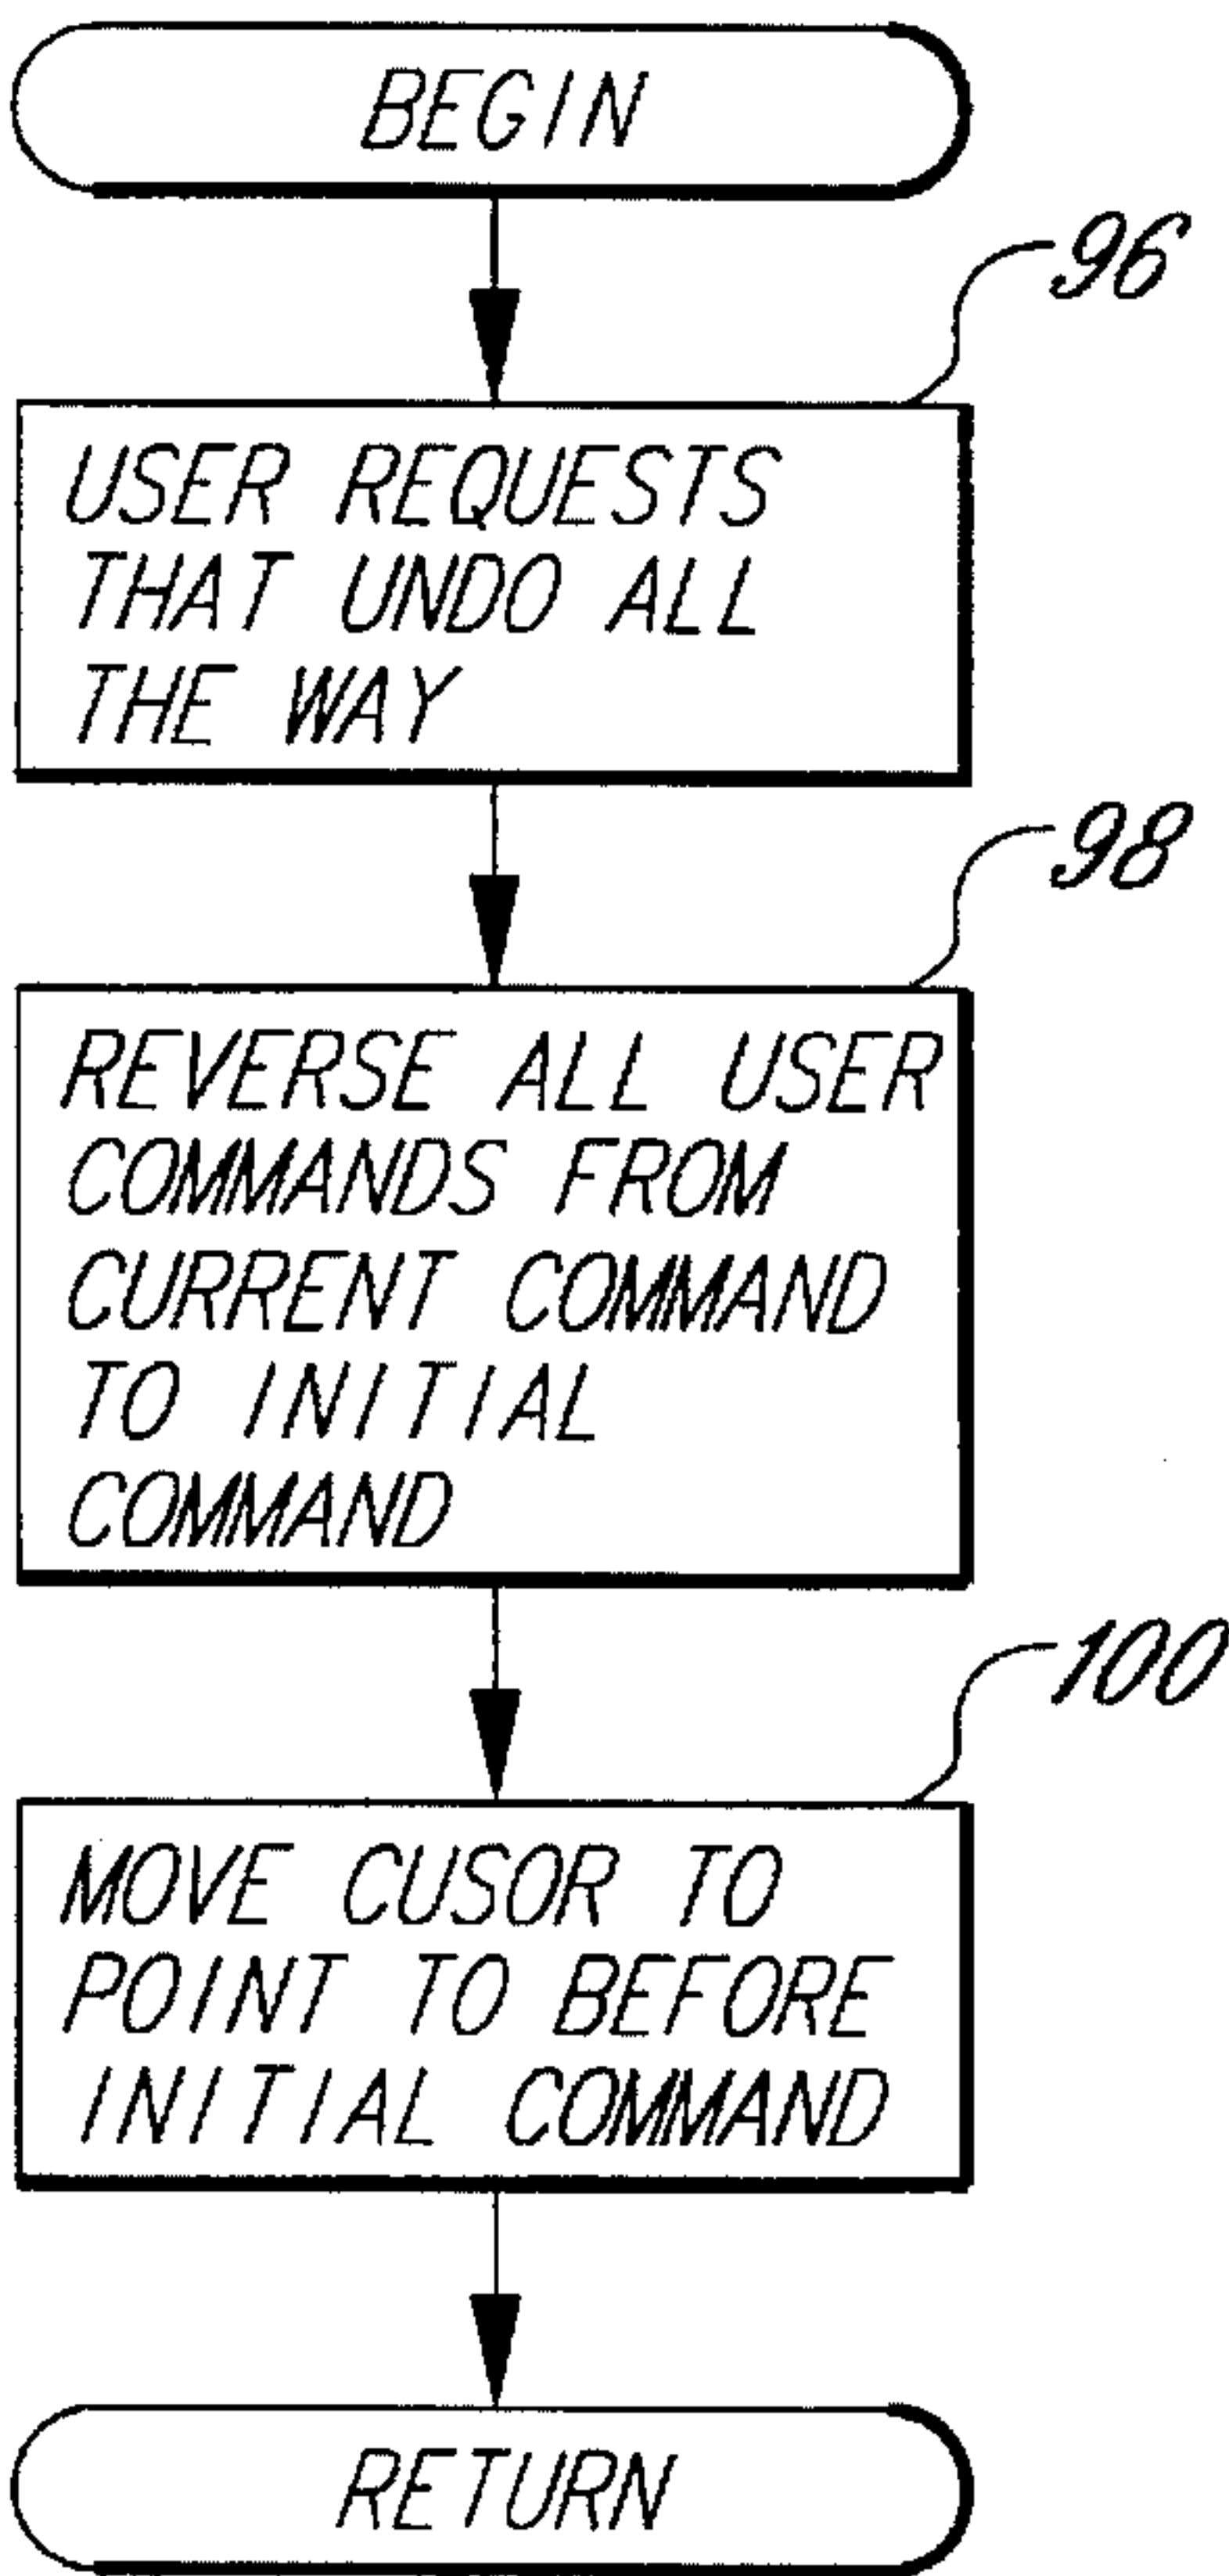 BEGIN
96
USER REQUESTS
THAT UNDO ALL
THE WAY
98
REVERSE ALL USER
COMMANDS FROM
CURRENT COMMAND
TO INITIAL
COMMAND
100
MOVE CUSOR TO
POINT TO BEFORE
INITIAL COMMAND
RETURN